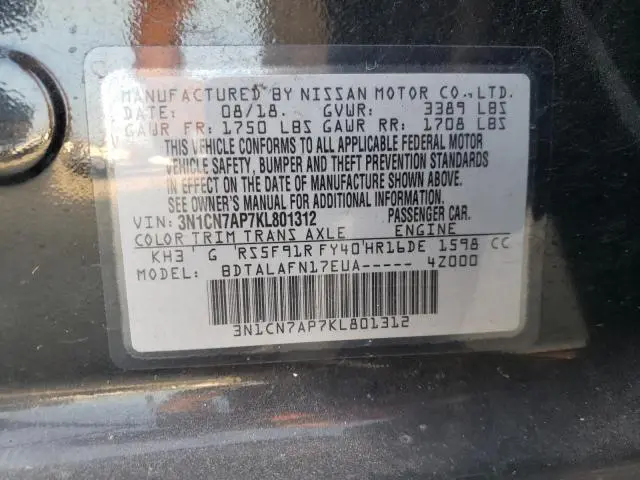 MANUFACTURED BY NISSAN MOTOR CO., LTD.
DATE: 08/18. GVWR: 3389 LBS
GAWR FR: 1750 LBS GAWR RR: 1708 LBS
THIS VEHICLE CONFORMS TO ALL APPLICABLE FEDERAL MOTOR
VEHICLE SAFETY, BUMPER AND THEFT PREVENTION STANDARDS
IN EFFECT ON THE DATE OF MANUFACTURE SHOWN ABOVE.
SEE OWNER'S MANUAL FOR ADDITIONAL INFORMATION.
VIN: 3N1CN7AP7KL801312 PASSENGER CAR.
COLOR TRIM TRANS AXLE ENGINE
KH3 G RS5F91R FY40 HR16DE 1598 CC
MODEL: BDTALAFN17EUA----- 4Z000
3N1CN7AP7KL801312